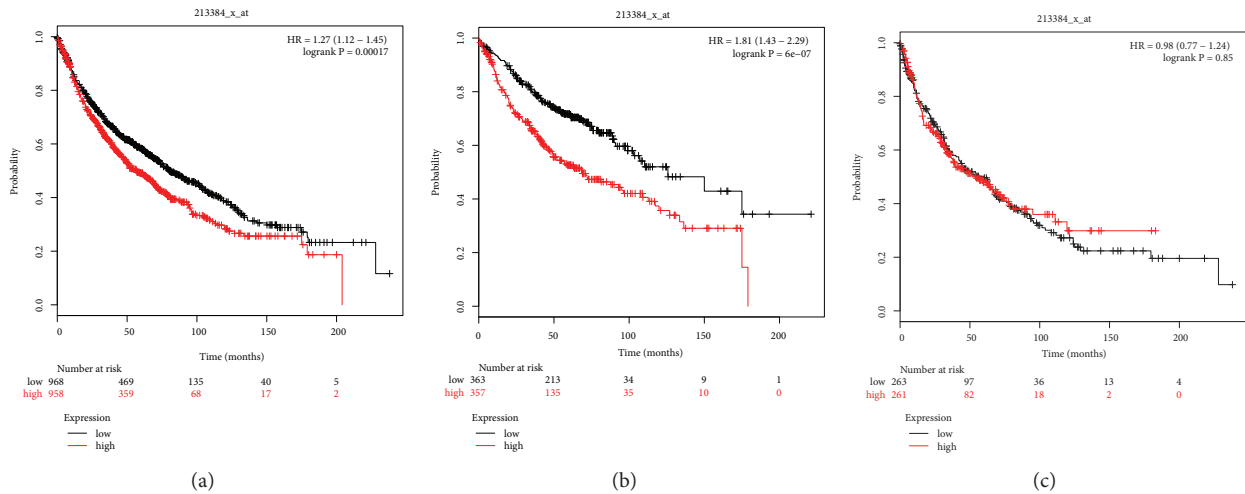 213384_x_at
HR = 1.27 (1.12 – 1.45)
logrank P = 0.00017
Probability
1.0
0.8
0.6
0.4
0.2
0.0
0 50 100 150 200
Time (months)
Number at risk
low 968 469 135 40 5
high 958 359 68 17 2
Expression
low
high
(a)
213384_x_at
HR = 1.81 (1.43 – 2.29)
logrank P = 6e–07
Probability
1.0
0.8
0.6
0.4
0.2
0.0
0 50 100 150 200
Time (months)
Number at risk
low 363 213 34 9 1
high 357 135 35 10 0
Expression
low
high
(b)
213384_x_at
HR = 0.98 (0.77 – 1.24)
logrank P = 0.85
Probability
1.0
0.8
0.6
0.4
0.2
0.0
0 50 100 150 200
Time (months)
Number at risk
low 263 97 36 13 4
high 261 82 18 2 0
Expression
low
high
(c)